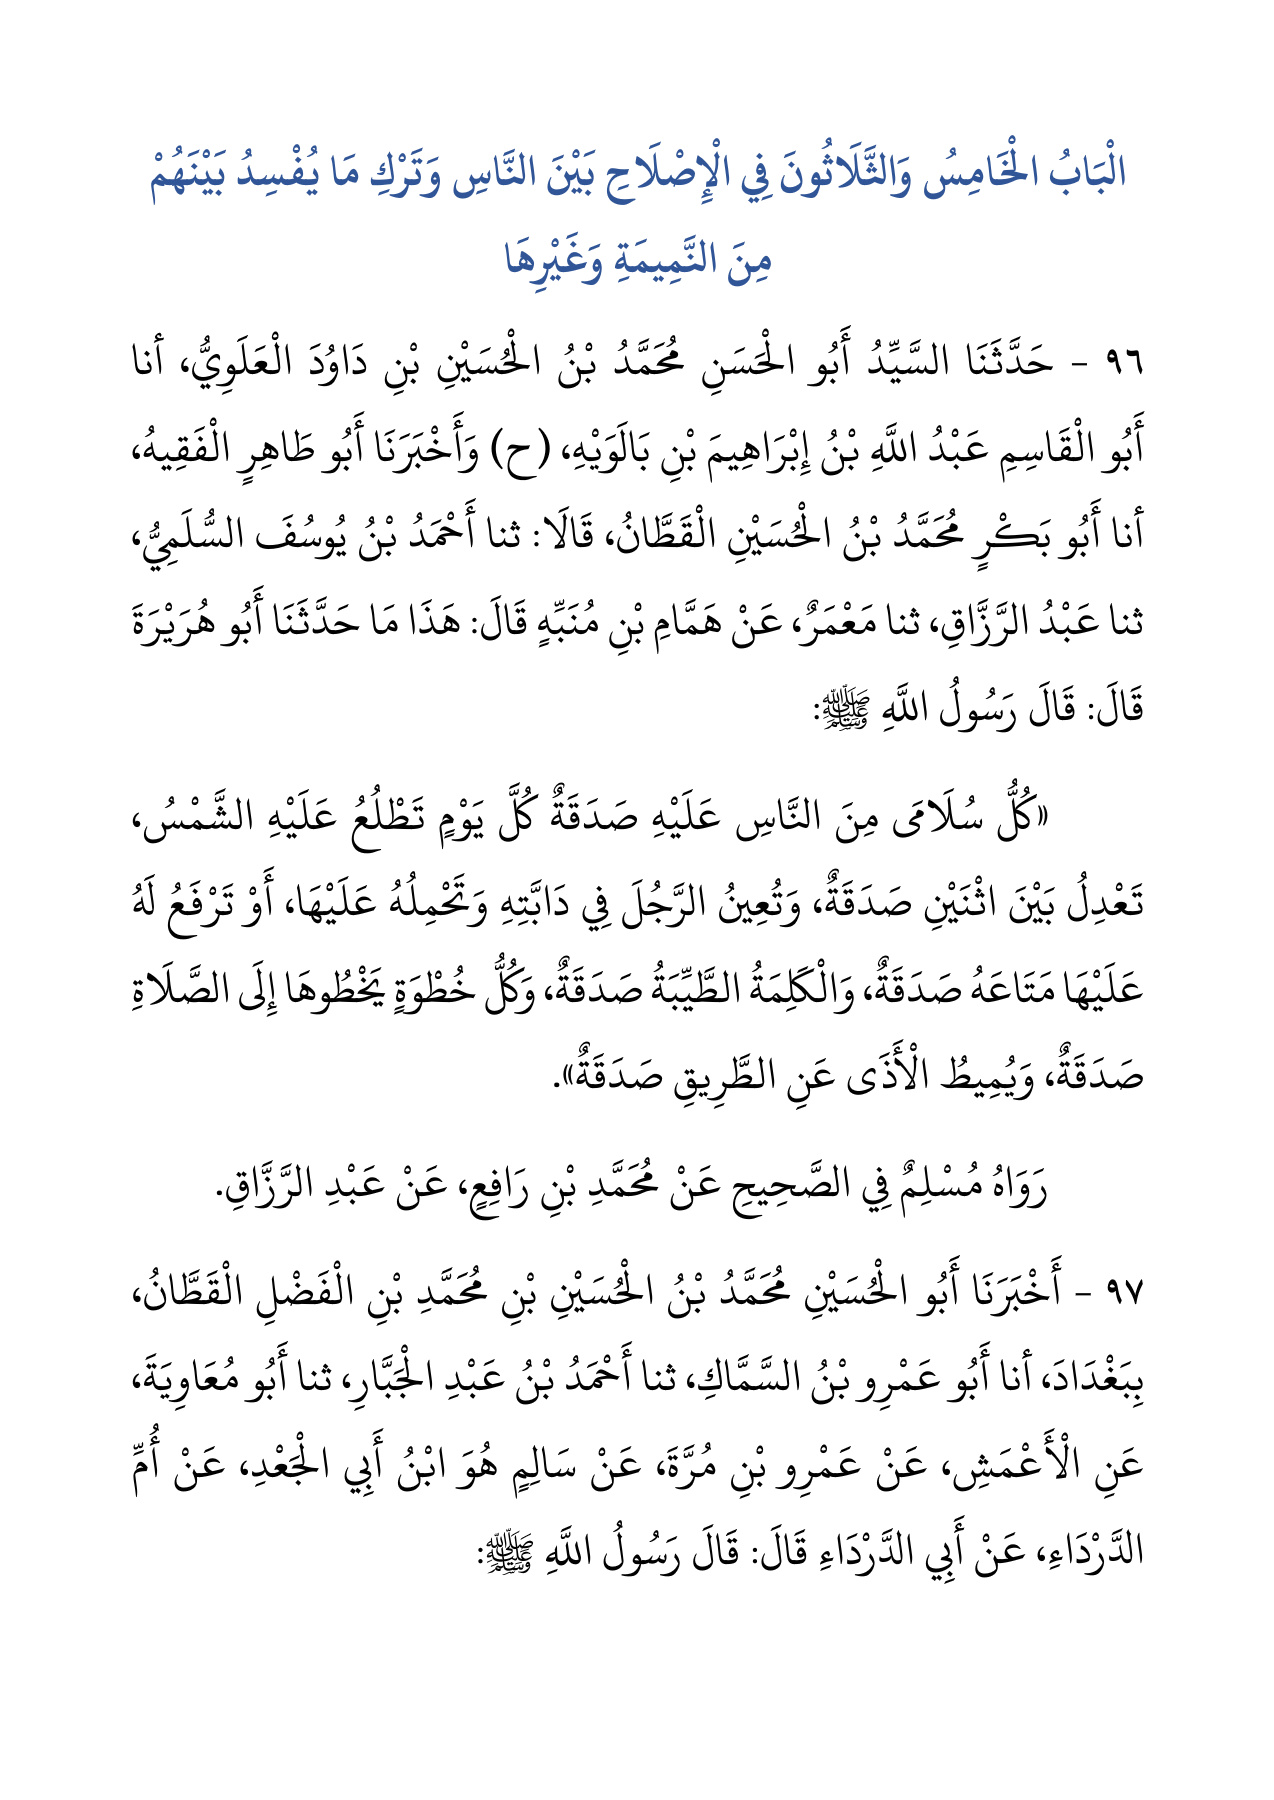 الْبَابُ الْخَامِسُ وَالثَّلَاثُونَ فِي الْإِصْلَاحِ بَيْنَ النَّاسِ وَتَرْكِ مَا يُفْسِدُ بَيْنَهُمْ
مِنَ النَّمِيمَةِ وَغَيْرِهَا
٩٦ - حَدَّثَنَا السَّيِّدُ أَبُو الْحَسَنِ مُحَمَّدُ بْنُ الْحُسَيْنِ بْنِ دَاوُدَ الْعَلَوِيُّ، أنا
أَبُو الْقَاسِمِ عَبْدُ اللَّهِ بْنُ إِبْرَاهِيمَ بْنِ بَالَوَيْهِ، (ح) وَأَخْبَرَنَا أَبُو طَاهِرٍ الْفَقِيهُ،
أنا أَبُو بَكْرٍ مُحَمَّدُ بْنُ الْحُسَيْنِ الْقَطَّانُ، قَالَا: ثنا أَحْمَدُ بْنُ يُوسُفَ السُّلَمِيُّ،
ثنا عَبْدُ الرَّزَّاقِ، ثنا مَعْمَرٌ، عَنْ هَمَّامِ بْنِ مُنَبِّهٍ قَالَ: هَذَا مَا حَدَّثَنَا أَبُو هُرَيْرَةَ
قَالَ: قَالَ رَسُولُ اللَّهِ ﷺ:
«كُلُّ سُلَامَى مِنَ النَّاسِ عَلَيْهِ صَدَقَةٌ كُلَّ يَوْمٍ تَطْلُعُ عَلَيْهِ الشَّمْسُ،
تَعْدِلُ بَيْنَ اثْنَيْنِ صَدَقَةٌ، وَتُعِينُ الرَّجُلَ فِي دَابَّتِهِ وَتَحْمِلُهُ عَلَيْهَا، أَوْ تَرْفَعُ لَهُ
عَلَيْهَا مَتَاعَهُ صَدَقَةٌ، وَالْكَلِمَةُ الطَّيِّبَةُ صَدَقَةٌ، وَكُلُّ خُطْوَةٍ يَخْطُوهَا إِلَى الصَّلَاةِ
صَدَقَةٌ، وَيُمِيطُ الْأَذَى عَنِ الطَّرِيقِ صَدَقَةٌ».
رَوَاهُ مُسْلِمٌ فِي الصَّحِيحِ عَنْ مُحَمَّدِ بْنِ رَافِعٍ، عَنْ عَبْدِ الرَّزَّاقِ.
٩٧ - أَخْبَرَنَا أَبُو الْحُسَيْنِ مُحَمَّدُ بْنُ الْحُسَيْنِ بْنِ مُحَمَّدِ بْنِ الْفَضْلِ الْقَطَّانُ،
بِبَغْدَادَ، أنا أَبُو عَمْرِو بْنُ السَّمَّاكِ، ثنا أَحْمَدُ بْنُ عَبْدِ الْجَبَّارِ، ثنا أَبُو مُعَاوِيَةَ،
عَنِ الْأَعْمَشِ، عَنْ عَمْرِو بْنِ مُرَّةَ، عَنْ سَالِمٍ هُوَ ابْنُ أَبِي الْجَعْدِ، عَنْ أُمِّ
الدَّرْدَاءِ، عَنْ أَبِي الدَّرْدَاءِ قَالَ: قَالَ رَسُولُ اللَّهِ ﷺ: